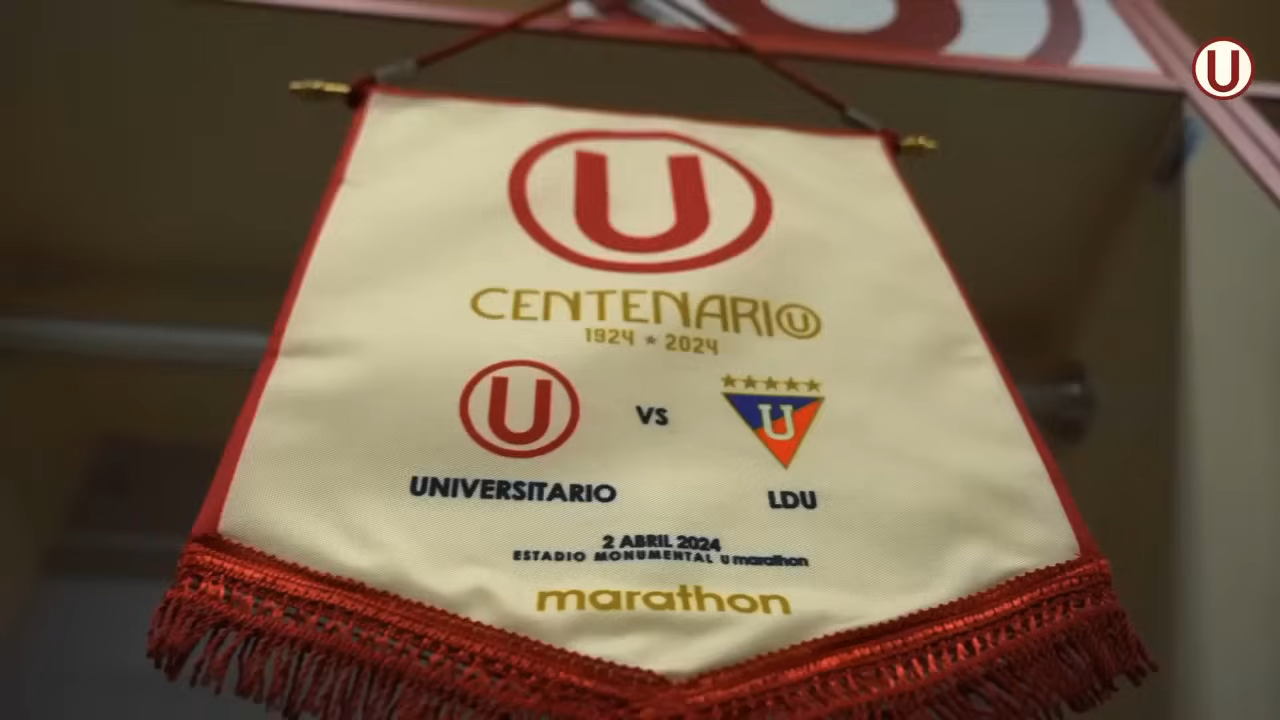 U
U
CENTENARIO
U
1924 ★ 2024
U
VS
U
UNIVERSITARIO
LDU
2 ABRIL 2024
ESTADIO MONUMENTAL U marathon
marathon